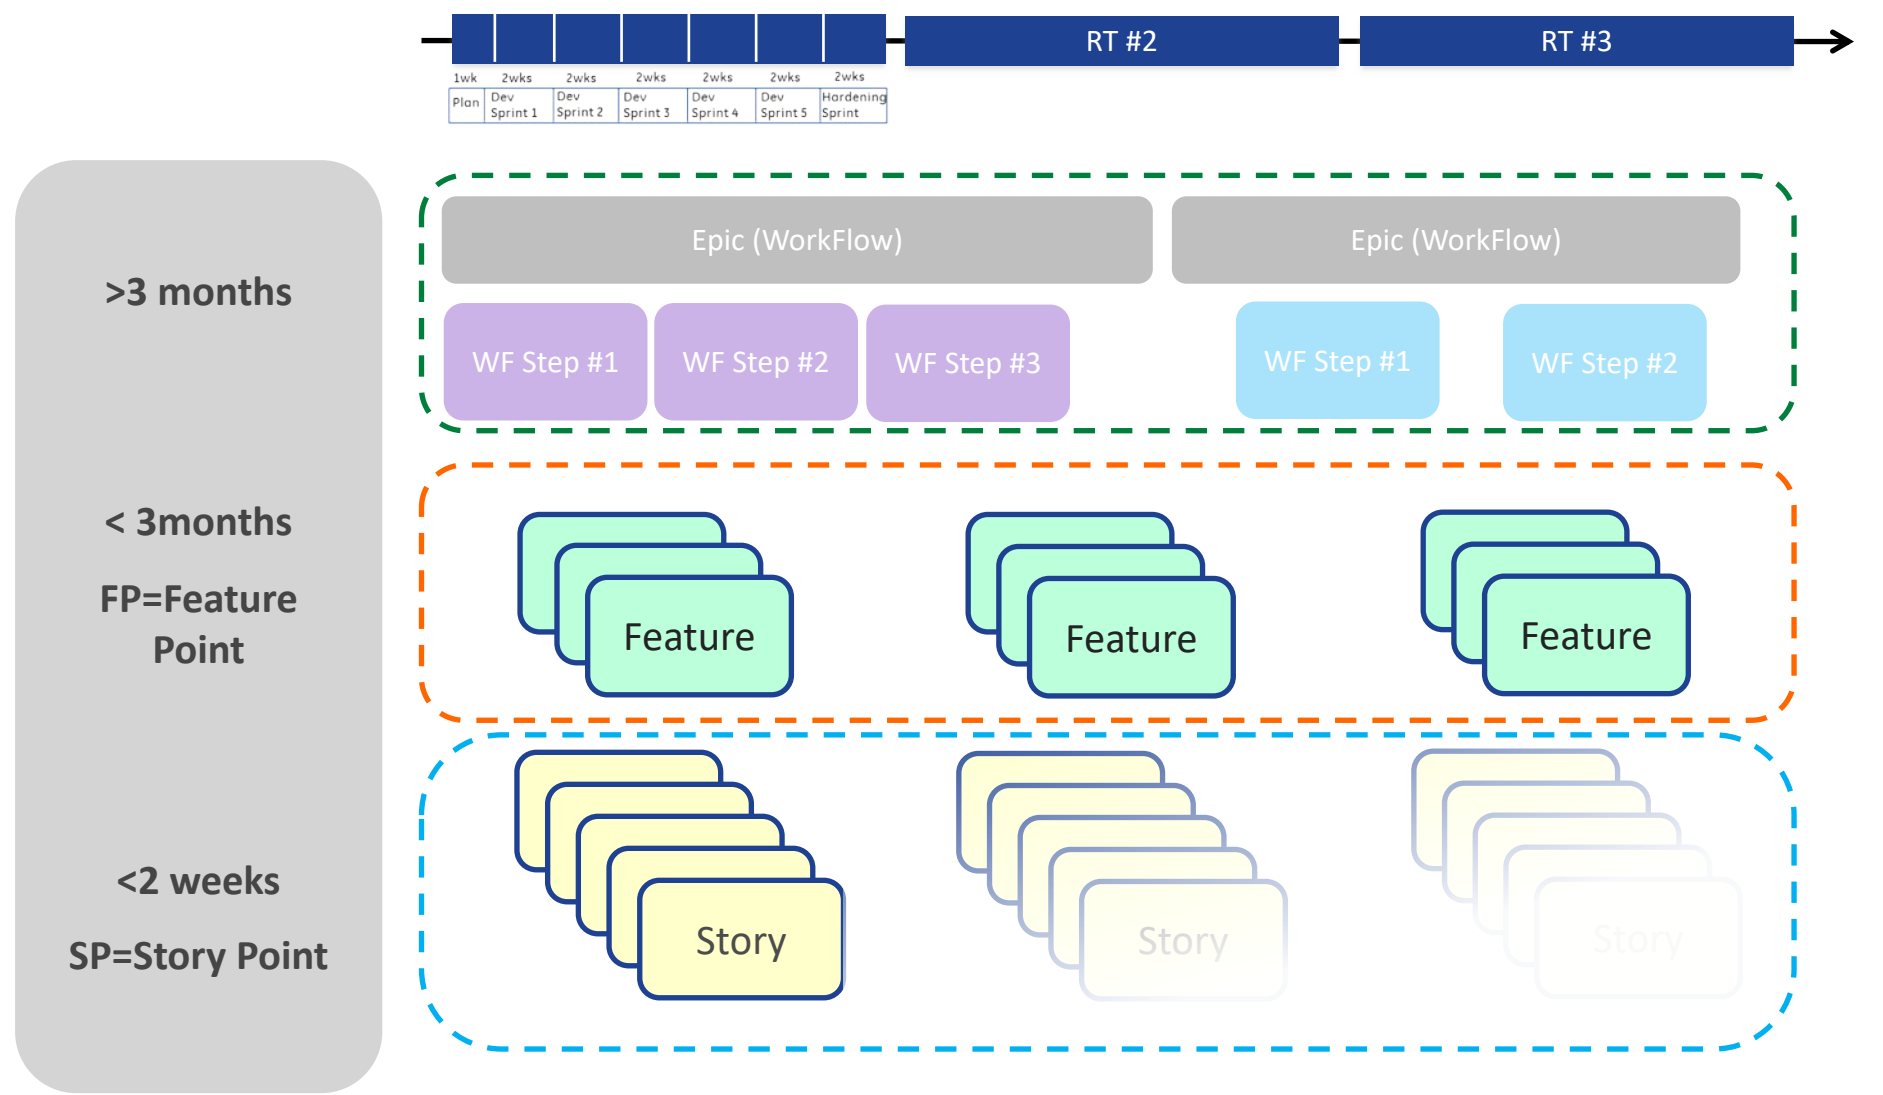 RT #2
RT #3
1wk 2wks 2wks 2wks 2wks 2wks 2wks
Plan
Dev
Sprint 1
Dev
Sprint 2
Dev
Sprint 3
Dev
Sprint 4
Dev
Sprint 5
Hardening
Sprint
>3 months
Epic (WorkFlow)
Epic (WorkFlow)
WF Step #1
WF Step #2
WF Step #3
WF Step #1
WF Step #2
< 3months
FP=Feature
Point
Feature
Feature
Feature
<2 weeks
SP=Story Point
Story
Story
Story